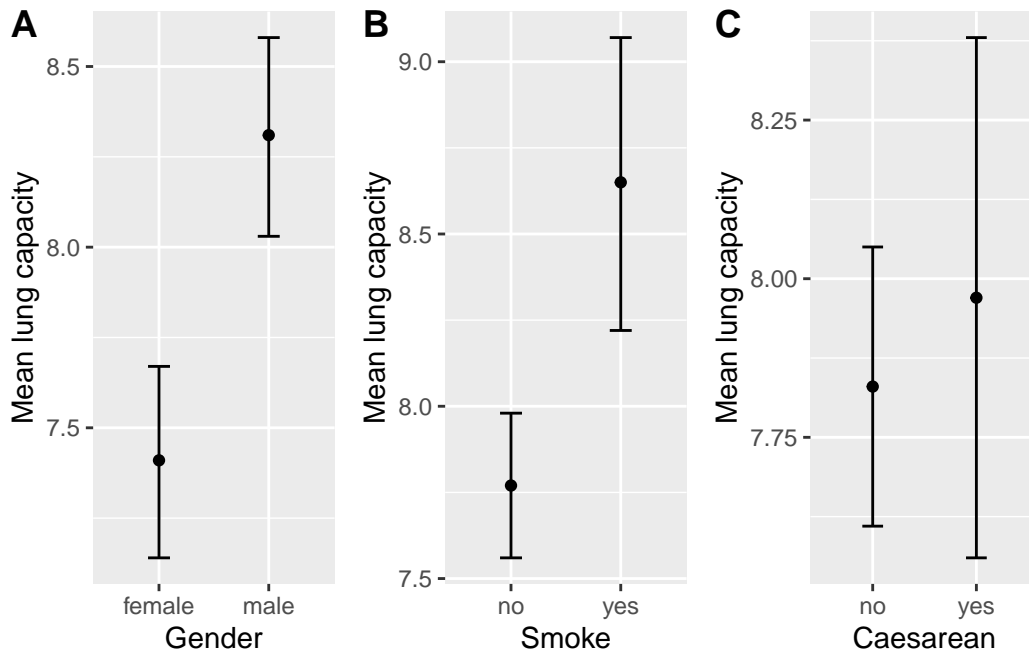 A
Mean lung capacity
8.5
8.0
7.5
female male
Gender
B
Mean lung capacity
9.0
8.5
8.0
7.5
no yes
Smoke
C
Mean lung capacity
8.25
8.00
7.75
no yes
Caesarean